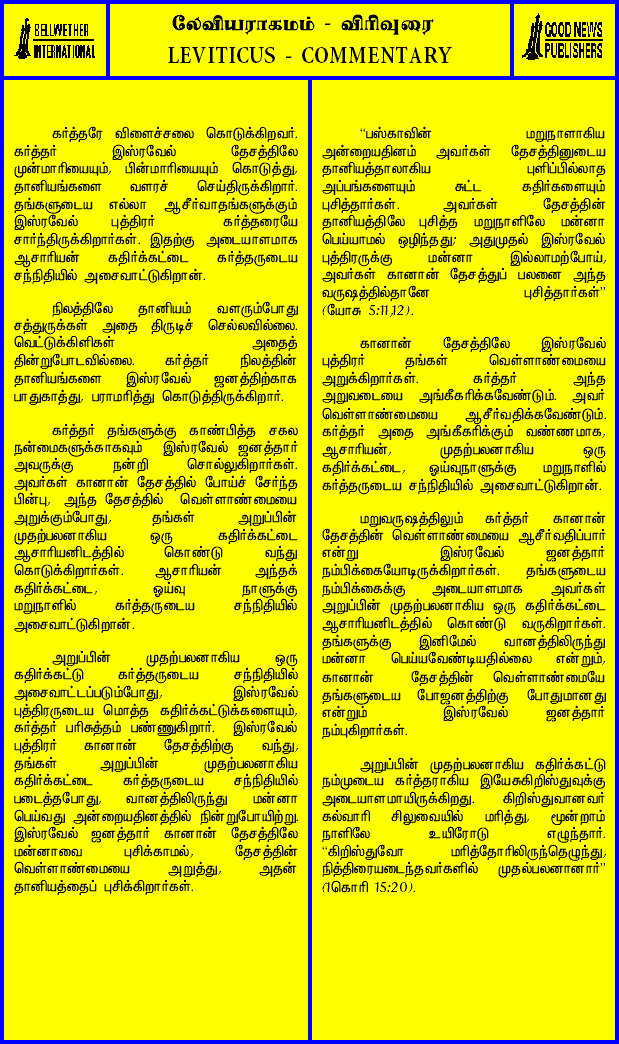 BELLWETHER
INTERNATIONAL
லேவியராகமம் - விரிவுரை
LEVITICUS - COMMENTARY
GOOD NEWS
PUBLISHERS
கர்த்தரே விளைச்சலை கொடுக்கிறவர்.
கர்த்தர் இஸ்ரவேல் தேசத்திலே
முன்மாரியையும், பின்மாரியையும் கொடுத்து,
தானியங்களை வளரச் செய்திருக்கிறார்.
தங்களுடைய எல்லா ஆசீர்வாதங்களுக்கும்
இஸ்ரவேல் புத்திரர் கர்த்தரையே
சார்ந்திருக்கிறார்கள். இதற்கு அடையாளமாக
ஆசாரியன் கதிர்க்கட்டை கர்த்தருடைய
சந்நிதியில் அசைவாட்டுகிறான்.
நிலத்திலே தானியம் வளரும்போது
சத்துருக்கள் அதை திருடிச் செல்லவில்லை.
வெட்டுக்கிளிகள் அதைத்
தின்றுபோடவில்லை. கர்த்தர் நிலத்தின்
தானியங்களை இஸ்ரவேல் ஜனத்திற்காக
பாதுகாத்து, பராமரித்து கொடுத்திருக்கிறார்.
கர்த்தர் தங்களுக்கு காண்பித்த சகல
நன்மைகளுக்காகவும் இஸ்ரவேல் ஜனத்தார்
அவருக்கு நன்றி சொல்லுகிறார்கள்.
அவர்கள் கானான் தேசத்தில் போய்ச் சேர்ந்த
பின்பு, அந்த தேசத்தில் வெள்ளாண்மையை
அறுக்கும்போது, தங்கள் அறுப்பின்
முதற்பலனாகிய ஒரு கதிர்க்கட்டை
ஆசாரியனிடத்தில் கொண்டு வந்து
கொடுக்கிறார்கள். ஆசாரியன் அந்தக்
கதிர்க்கட்டை, ஓய்வு நாளுக்கு
மறுநாளில் கர்த்தருடைய சந்நிதியில்
அசைவாட்டுகிறான்.
அறுப்பின் முதற்பலனாகிய ஒரு
கதிர்க்கட்டு கர்த்தருடைய சந்நிதியில்
அசைவாட்டப்படும்போது, இஸ்ரவேல்
புத்திரருடைய மொத்த கதிர்க்கட்டுக்களையும்,
கர்த்தர் பரிசுத்தம் பண்ணுகிறார். இஸ்ரவேல்
புத்திரர் கானான் தேசத்திற்கு வந்து,
தங்கள் அறுப்பின் முதற்பலனாகிய
கதிர்க்கட்டை கர்த்தருடைய சந்நிதியில்
படைத்தபோது, வானத்திலிருந்து மன்னா
பெய்வது அன்றையதினத்தில் நின்றுபோயிற்று.
இஸ்ரவேல் ஜனத்தார் கானான் தேசத்திலே
மன்னாவை புசிக்காமல், தேசத்தின்
வெள்ளாண்மையை அறுத்து, அதன்
தானியத்தைப் புசிக்கிறார்கள்.
“பஸ்காவின் மறுநாளாகிய
அன்றையதினம் அவர்கள் தேசத்தினுடைய
தானியத்தாலாகிய புளிப்பில்லாத
அப்பங்களையும் சுட்ட கதிர்களையும்
புசித்தார்கள். அவர்கள் தேசத்தின்
தானியத்திலே புசித்த மறுநாளிலே மன்னா
பெய்யாமல் ஒழிந்தது; அதுமுதல் இஸ்ரவேல்
புத்திரருக்கு மன்னா இல்லாமற்போய்,
அவர்கள் கானான் தேசத்துப் பலனை அந்த
வருஷத்தில்தானே புசித்தார்கள்”
(யோசு 5:11,12).
கானான் தேசத்திலே இஸ்ரவேல்
புத்திரர் தங்கள் வெள்ளாண்மையை
அறுக்கிறார்கள். கர்த்தர் அந்த
அறுவடையை அங்கீகரிக்கவேண்டும். அவர்
வெள்ளாண்மையை ஆசீர்வதிக்கவேண்டும்.
கர்த்தர் அதை அங்கீகரிக்கும் வண்ணமாக,
ஆசாரியன், முதற்பலனாகிய ஒரு
கதிர்க்கட்டை, ஓய்வுநாளுக்கு மறுநாளில்
கர்த்தருடைய சந்நிதியில் அசைவாட்டுகிறான்.
மறுவருஷத்திலும் கர்த்தர் கானான்
தேசத்தின் வெள்ளாண்மையை ஆசீர்வதிப்பார்
என்று இஸ்ரவேல் ஜனத்தார்
நம்பிக்கையோடிருக்கிறார்கள். தங்களுடைய
நம்பிக்கைக்கு அடையாளமாக அவர்கள்
அறுப்பின் முதற்பலனாகிய ஒரு கதிர்க்கட்டை
ஆசாரியனிடத்தில் கொண்டு வருகிறார்கள்.
தங்களுக்கு இனிமேல் வானத்திலிருந்து
மன்னா பெய்யவேண்டியதில்லை என்றும்,
கானான் தேசத்தின் வெள்ளாண்மையே
தங்களுடைய போஜனத்திற்கு போதுமானது
என்றும் இஸ்ரவேல் ஜனத்தார்
நம்புகிறார்கள்.
அறுப்பின் முதற்பலனாகிய கதிர்க்கட்டு
நம்முடைய கர்த்தராகிய இயேசுகிறிஸ்துவுக்கு
அடையாளமாயிருக்கிறது. கிறிஸ்துவானவர்
கல்வாரி சிலுவையில் மரித்து, மூன்றாம்
நாளிலே உயிரோடு எழுந்தார்.
“கிறிஸ்துவோ மரித்தோரிலிருந்தெழுந்து,
நித்திரையடைந்தவர்களில் முதல்பலனானார்”
(1கொரி 15:20).